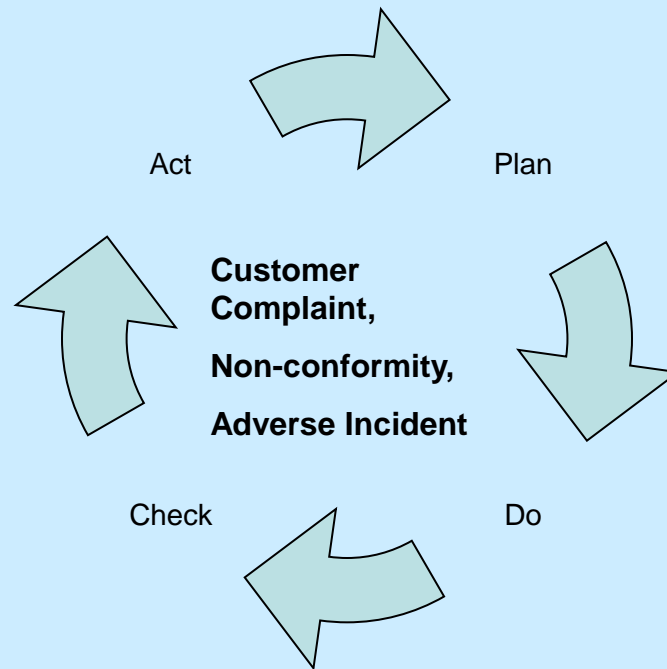 Act
Plan
Customer
Complaint,
Non-conformity,
Adverse Incident
Check
Do